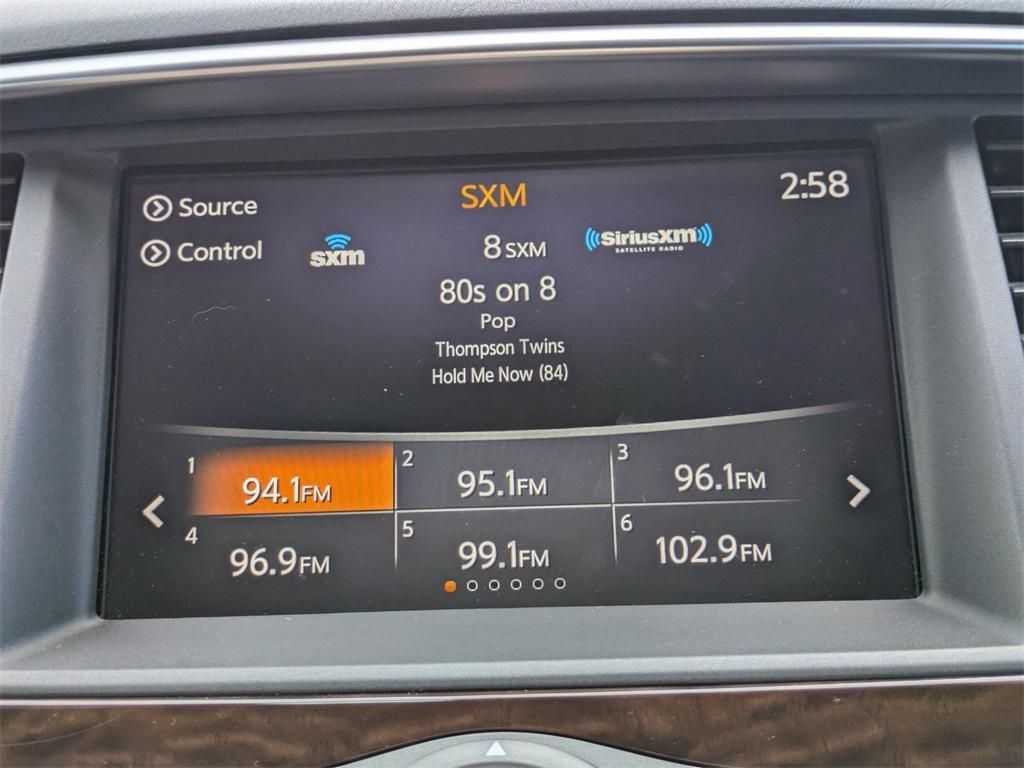 SXM
2:58
Source
Control
sxm
8 SXM
SiriusXM
SATELLITE RADIO
80s on 8
Pop
Thompson Twins
Hold Me Now (84)
1
94.1FM
2
95.1FM
3
96.1FM
4
96.9FM
5
99.1FM
6
102.9FM